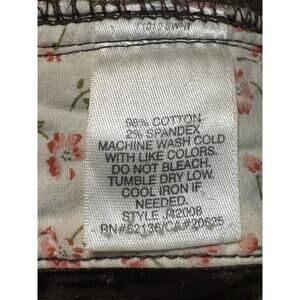 98% COTTON
2% SPANDEX
MACHINE WASH COLD
WITH LIKE COLORS.
DO NOT BLEACH.
TUMBLE DRY LOW.
COOL IRON IF
NEEDED.
STYLE J42008
RN#52136/CA#20525